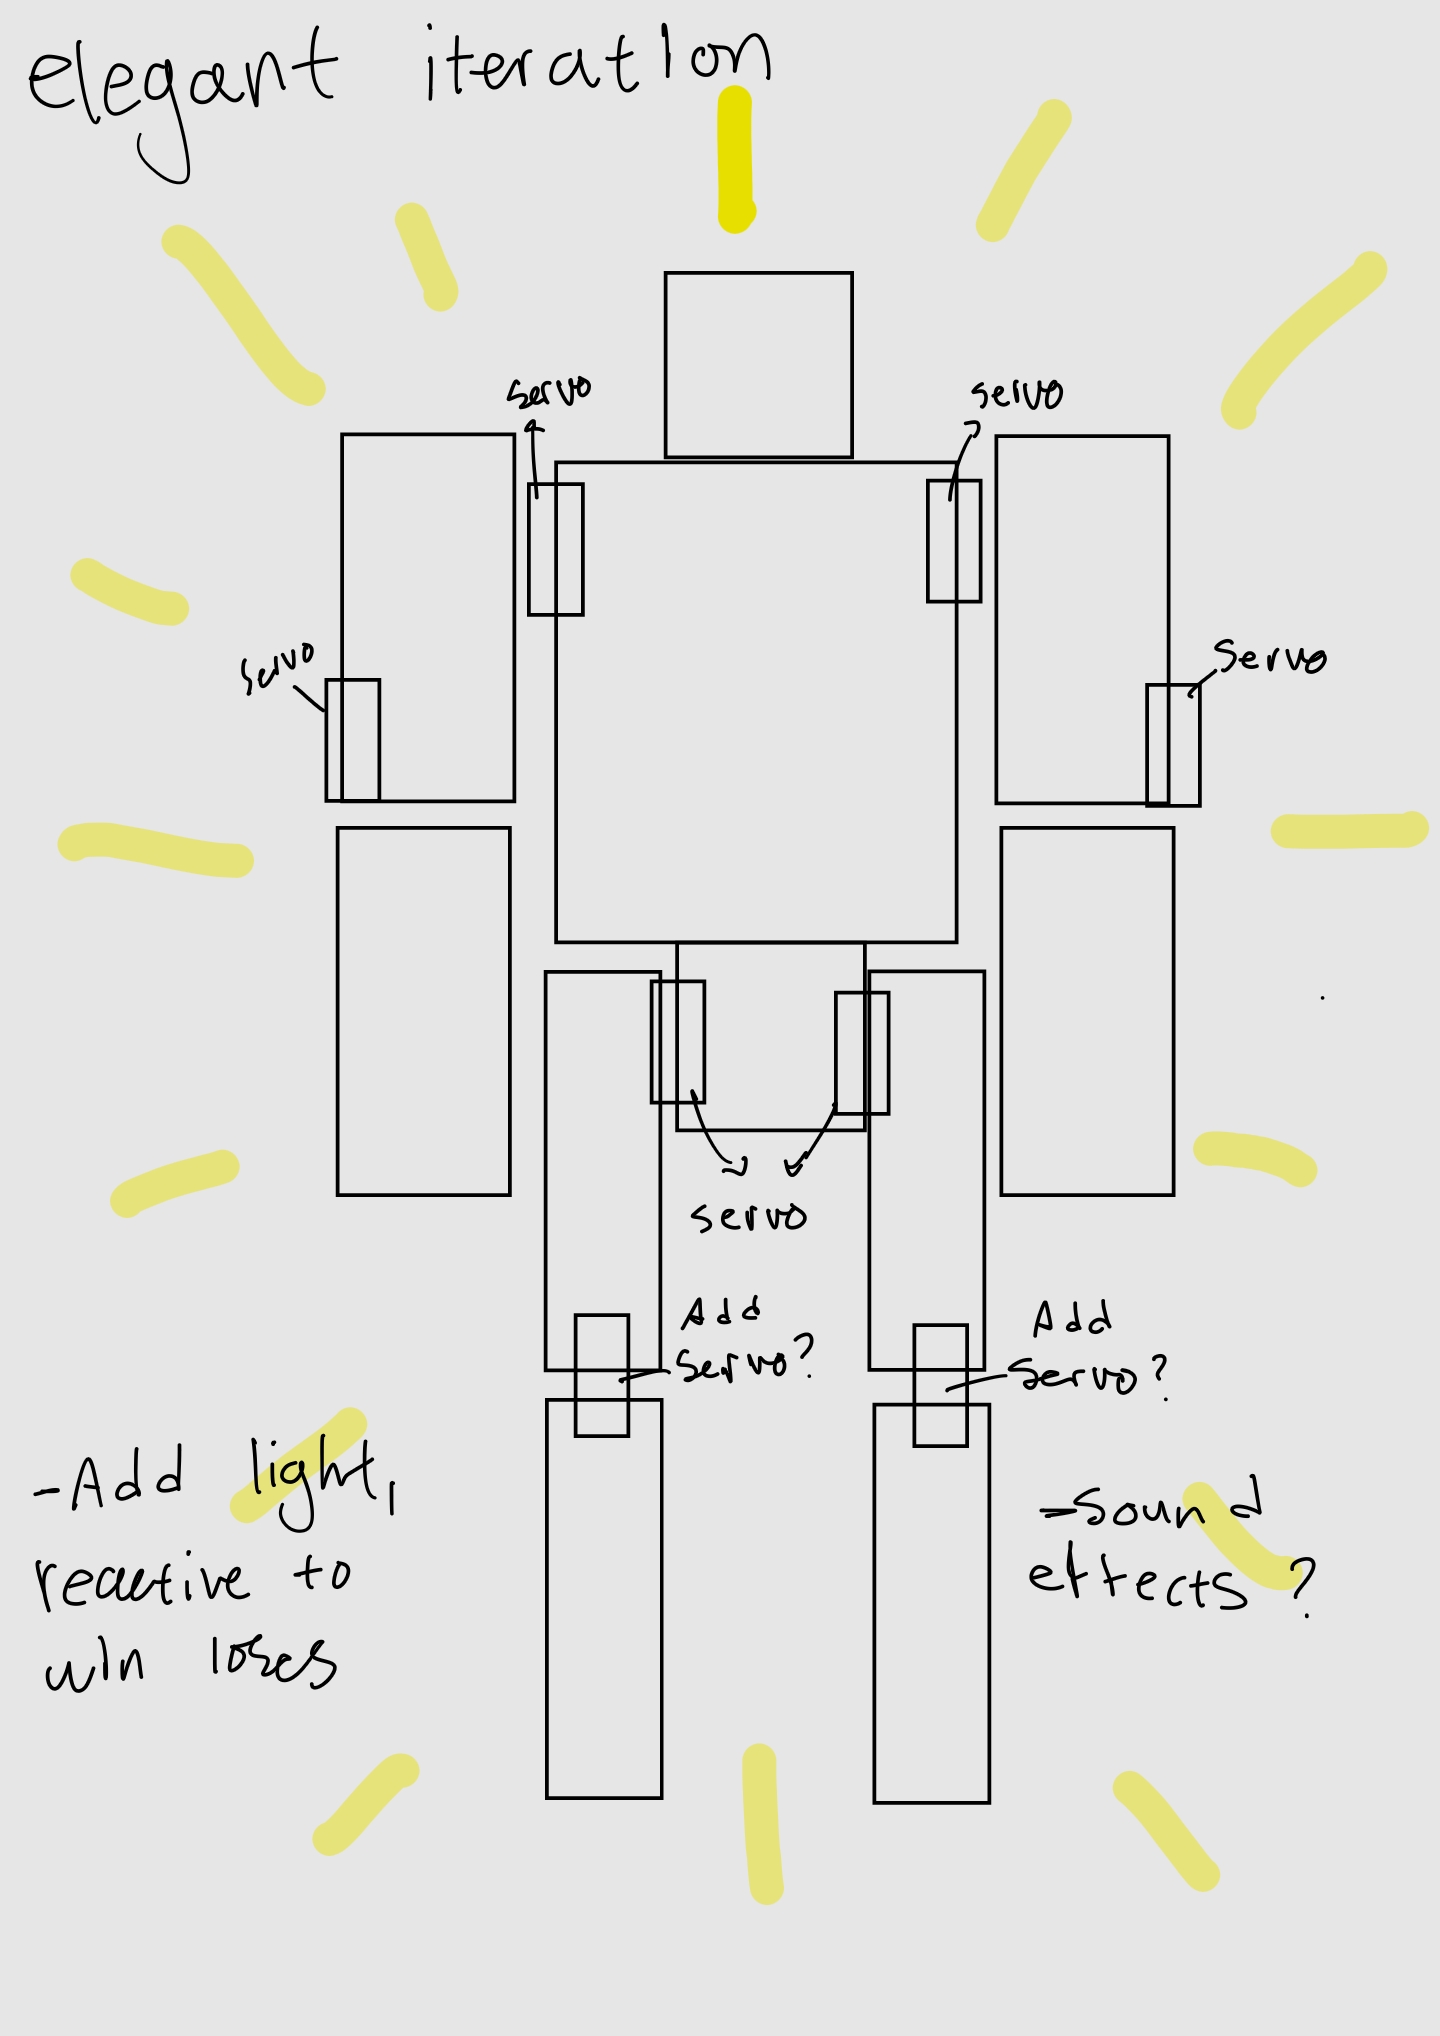 elegant iteration
servo
servo
servo
servo
servo
Add
servo?
Add
servo?
-Add light,
reactive to
win loses
-Sound
effects?